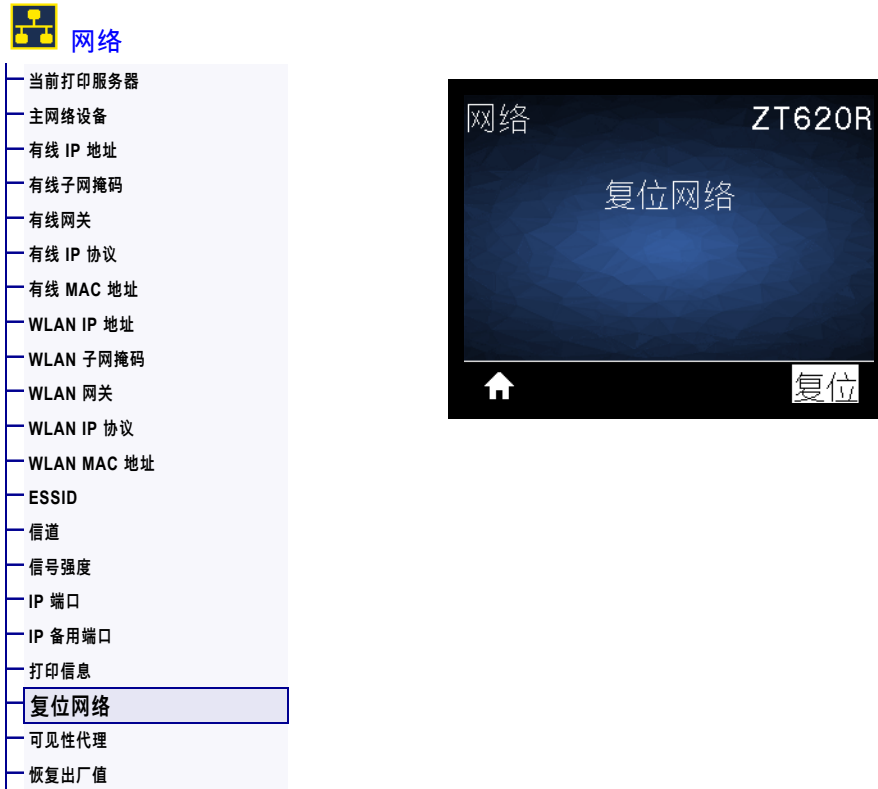 网络
当前打印服务器
主网络设备
有线 IP 地址
有线子网掩码
有线网关
有线 IP 协议
有线 MAC 地址
WLAN IP 地址
WLAN 子网掩码
WLAN 网关
WLAN IP 协议
WLAN MAC 地址
ESSID
信道
信号强度
IP 端口
IP 备用端口
打印信息
复位网络
可见性代理
恢复出厂值
网络 ZT620R
复位网络
复位